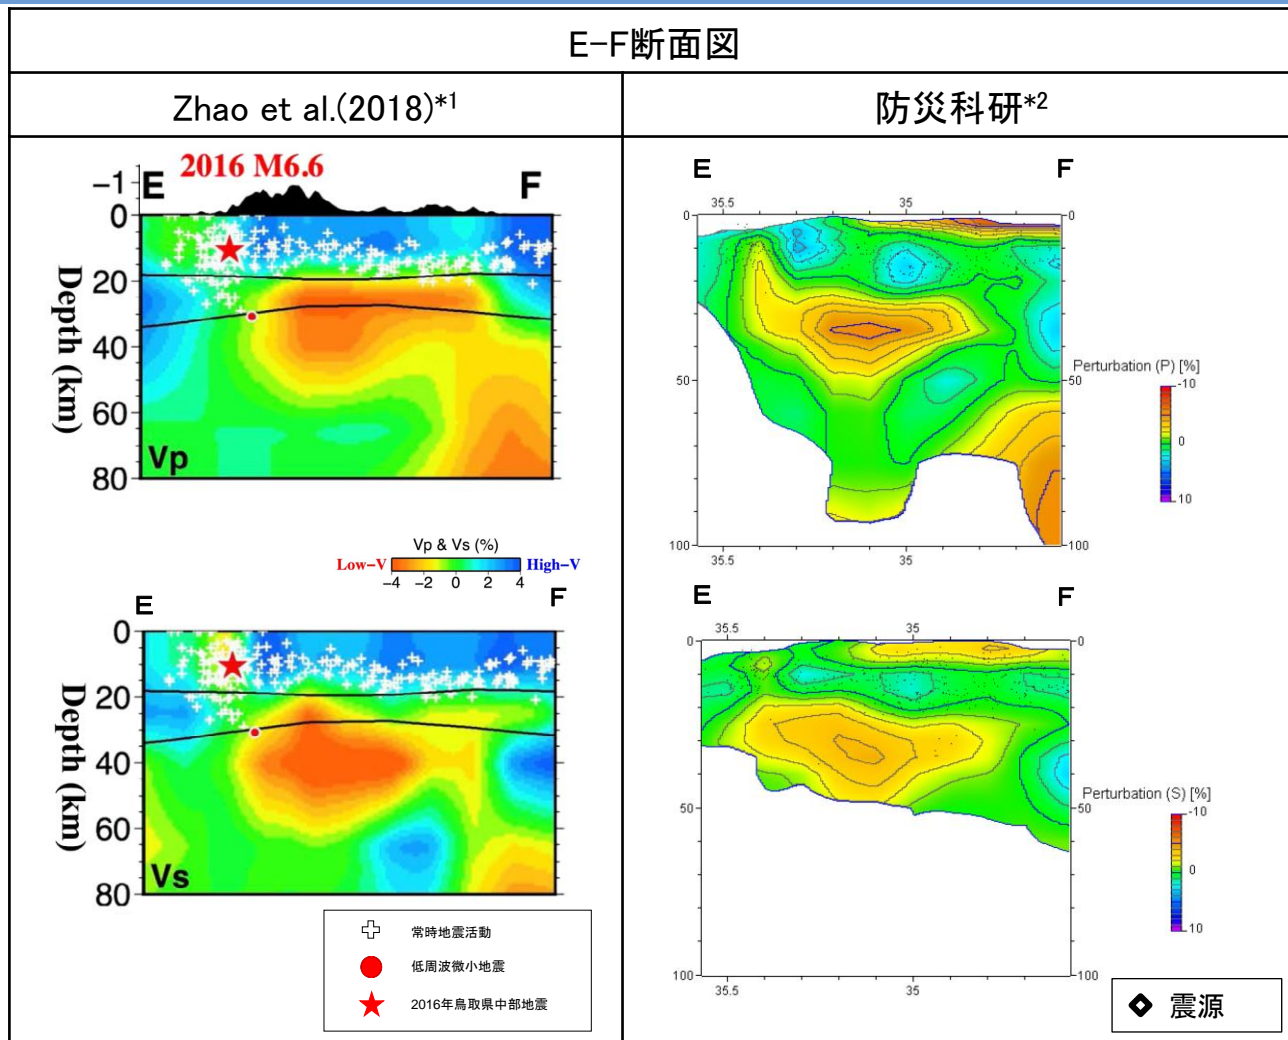 E-F断面図
Zhao et al.(2018)*1
防災科研*2
E 2016 M6.6 F
−1
0
20
40
60
80
Depth (km)
Vp
Vp & Vs (%)
Low−V High−V
−4 −2 0 2 4
E F
0
20
40
60
80
Depth (km)
Vs
常時地震活動
低周波微小地震
2016年鳥取県中部地震
E F
35.5 35
0 0
50 50
100 100
35.5 35
Perturbation (P) [%]
-10
0
10
E F
35.5 35
0 0
50 50
100 100
35.5 35
Perturbation (S) [%]
-10
0
10
震源